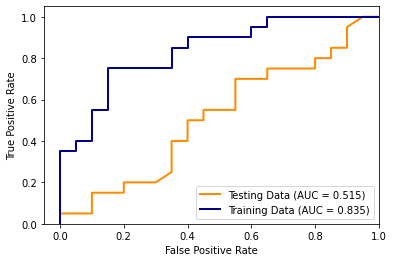 1.0
0.8
0.6
0.4
0.2
0.0
True Positive Rate
Testing Data (AUC = 0.515)
Training Data (AUC = 0.835)
0.0 0.2 0.4 0.6 0.8 1.0
False Positive Rate